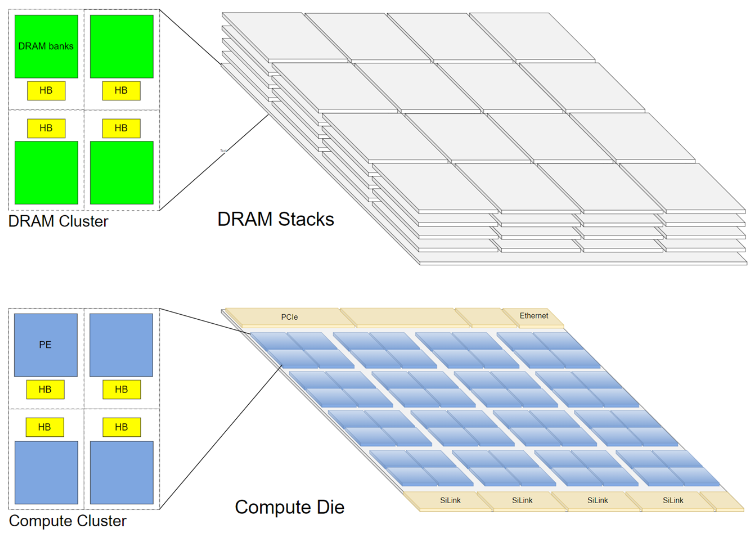 DRAM banks
HB
HB
HB
HB
DRAM Cluster
DRAM Stacks
PCIe
Ethernet
PE
HB
HB
HB
HB
SiLink
SiLink
SiLink
SiLink
Compute Die
Compute Cluster